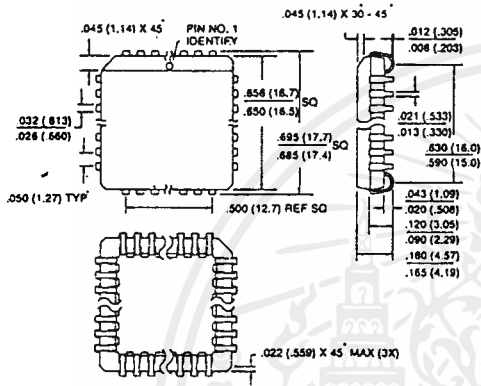 .045 (1.14) X 45°
PIN NO. 1
IDENTIFY
.045 (1.14) X 30 - 45°
.012 (.305)
.008 (.203)
.656 (16.7)
.650 (16.5)
SQ
.032 (.813)
.026 (.660)
.695 (17.7)
.685 (17.4)
SQ
.021 (.533)
.013 (.330)
.630 (16.0)
.590 (15.0)
.050 (1.27) TYP
.500 (12.7) REF SQ
.043 (1.09)
.020 (.508)
.120 (3.05)
.090 (2.29)
.180 (4.57)
.165 (4.19)
.022 (.559) X 45° MAX (3X)